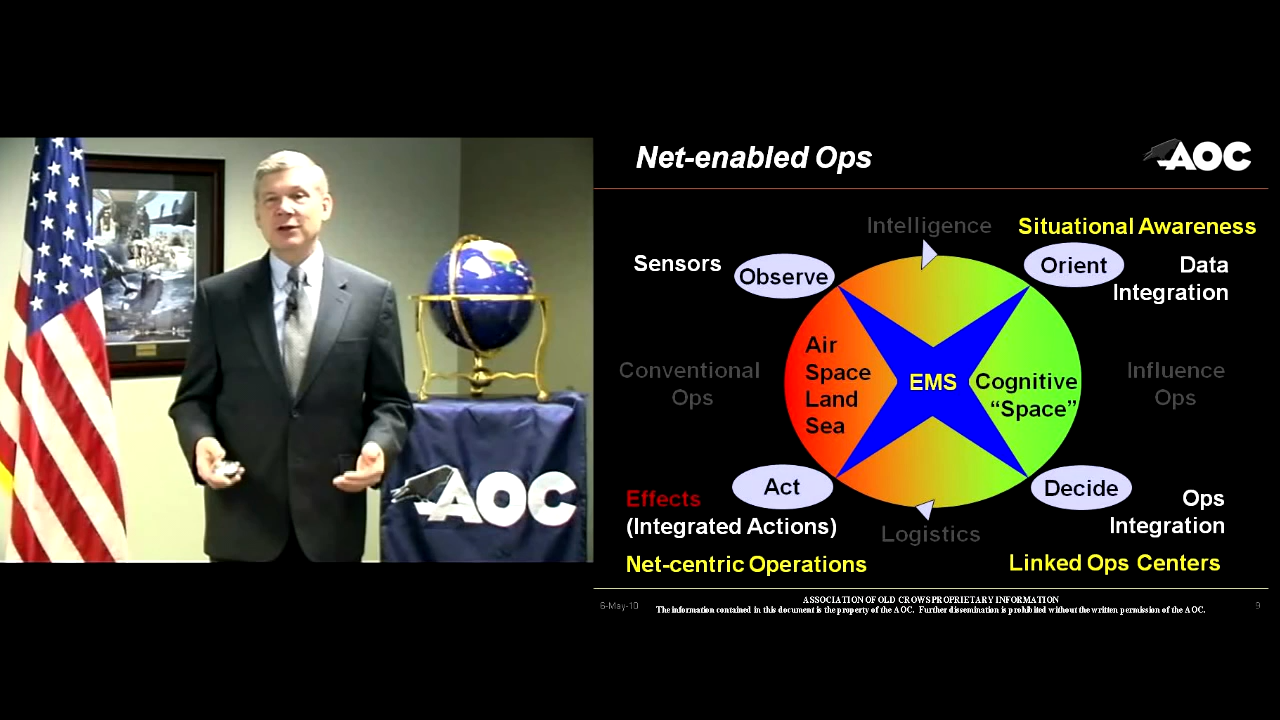 Net-enabled Ops
AOC
Intelligence
Situational Awareness
Sensors
Observe
Orient
Data
Integration
Conventional
Ops
Air
Space
Land
Sea
EMS
Cognitive
“Space”
Influence
Ops
Act
Decide
Effects
(Integrated Actions)
Ops
Integration
Logistics
Net-centric Operations
Linked Ops Centers
AOC
6-May-10
ASSOCIATION OF OLD CROWS PROPRIETARY INFORMATION
The information contained in this document is the property of the AOC. Further dissemination is prohibited without the written permission of the AOC.
9